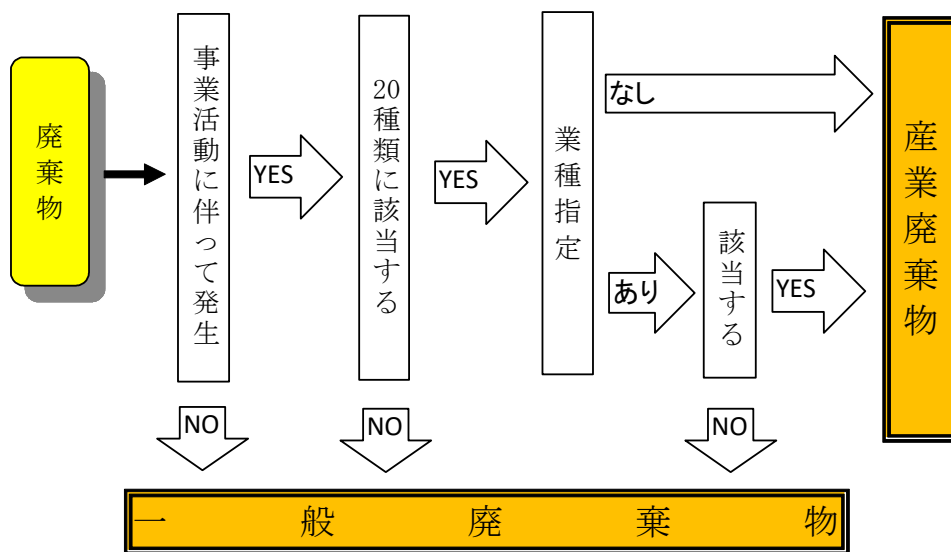 廃棄物
事業活動に伴って発生
YES
20種類に該当する
YES
業種指定
なし
あり
該当する
YES
産業廃棄物
NO
NO
NO
一般廃棄物